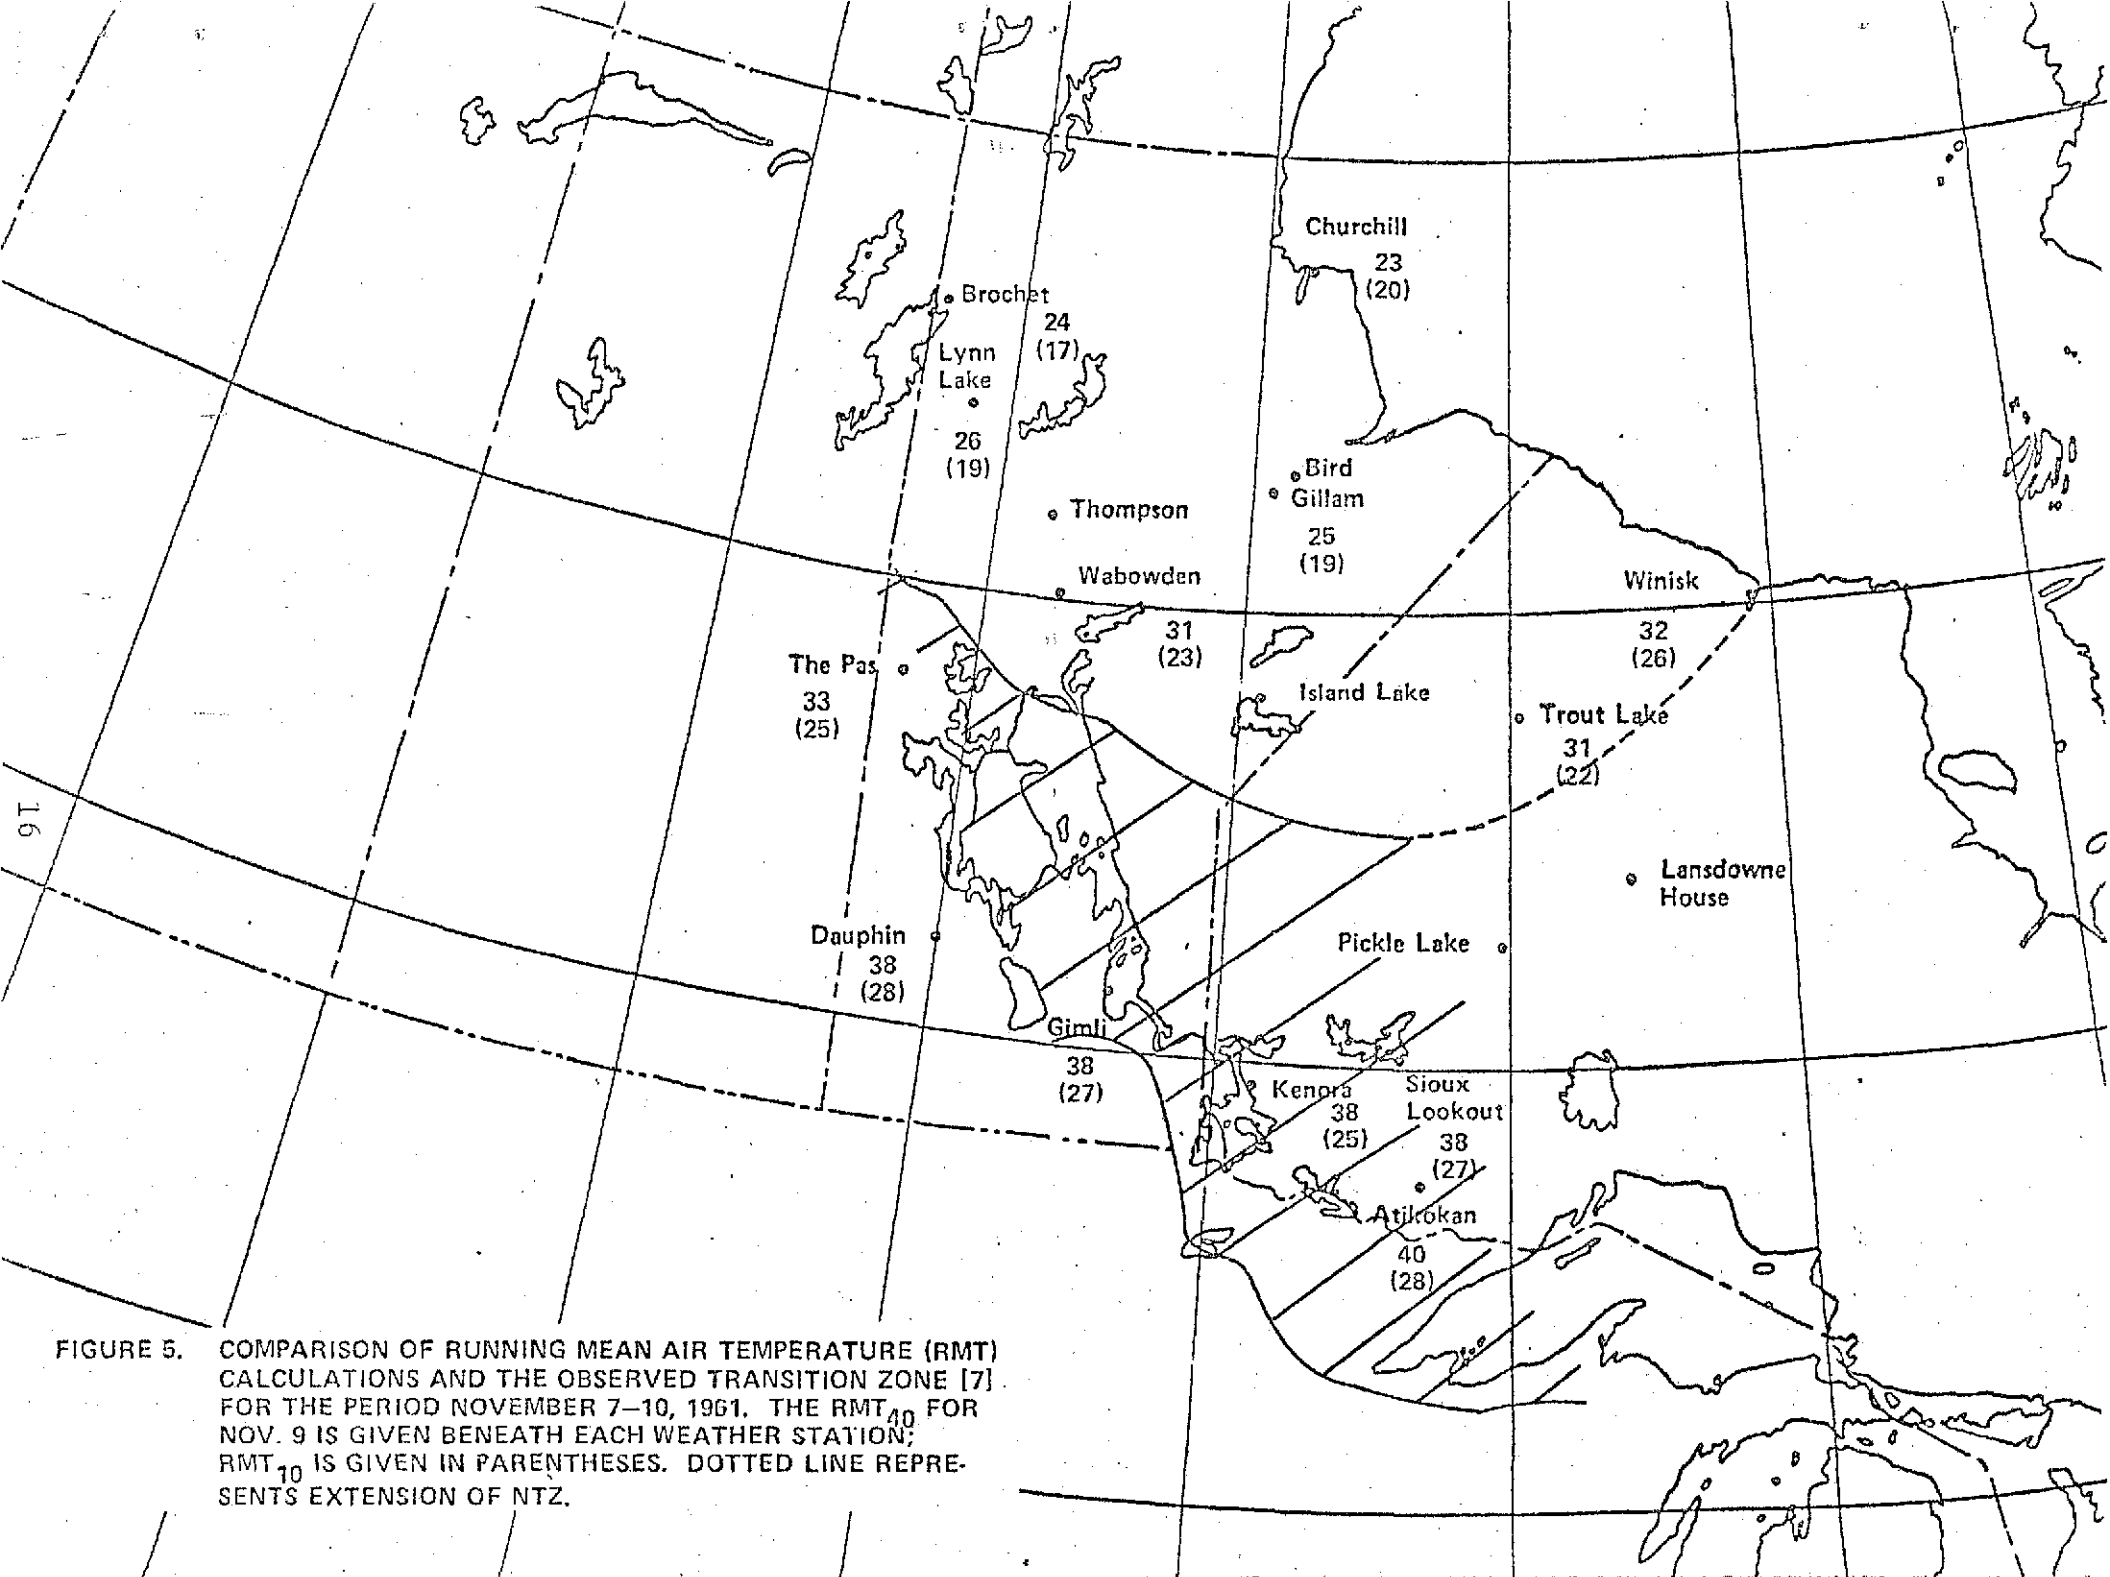 Churchill
23
(20)
Brochet
24
(17)
Lynn
Lake
26
(19)
Bird
Gillam
25
(19)
Thompson
Wabowden
31
(23)
Winisk
32
(26)
The Pas
33
(25)
Island Lake
Trout Lake
31
(22)
16
Lansdowne
House
Dauphin
38
(28)
Pickle Lake
Gimli
38
(27)
Kenora
38
(25)
Sioux
Lookout
38
(27)
Atikokan
40
(28)
FIGURE 5. COMPARISON OF RUNNING MEAN AIR TEMPERATURE (RMT)
CALCULATIONS AND THE OBSERVED TRANSITION ZONE [7]
FOR THE PERIOD NOVEMBER 7–10, 1961. THE RMT40 FOR
NOV. 9 IS GIVEN BENEATH EACH WEATHER STATION;
RMT10 IS GIVEN IN PARENTHESES. DOTTED LINE REPRE-
SENTS EXTENSION OF NTZ.